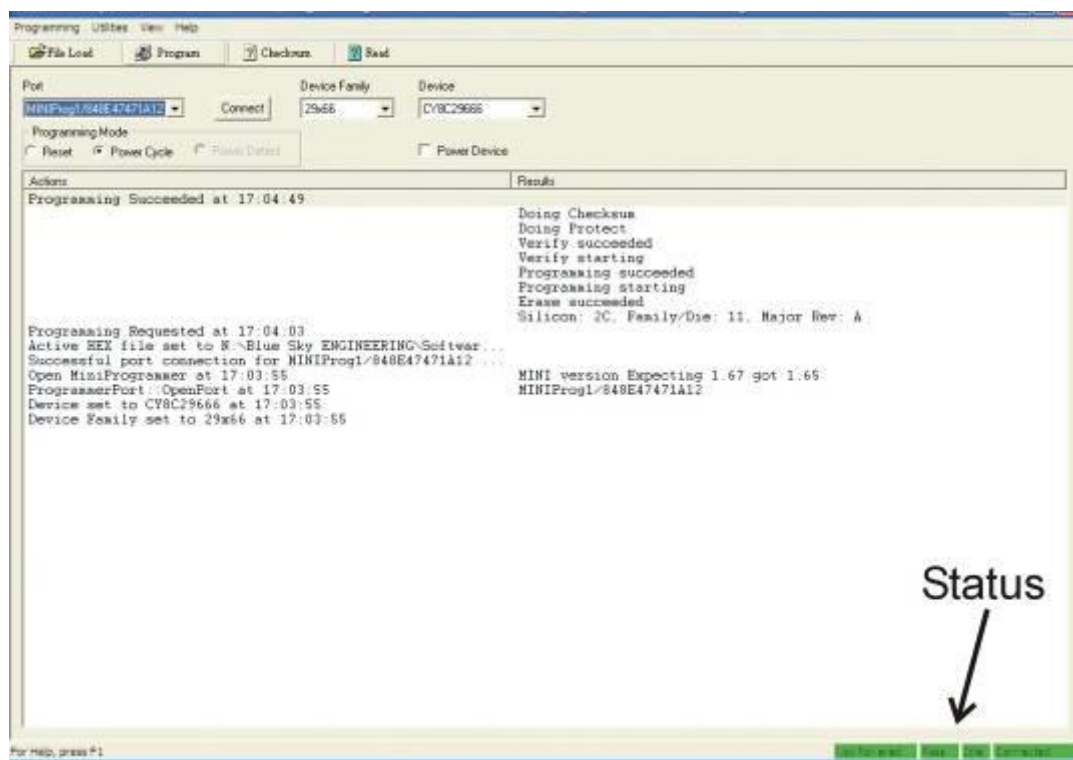 Programming Utilities View Help
File Load Program Checksum Read
Port Device Family Device
MINIProg1/848E47471A12 Connect 29x66 CY8C29666
Programming Mode
Reset Power Cycle Power Detect Power Device
Actions Results
Programming Succeeded at 17:04:49
Doing Checksum
Doing Protect
Verify succeeded
Verify starting
Programming succeeded
Programming starting
Erase succeeded
Silicon: 2C, Family/Die: 11, Major Rev: A
Programming Requested at 17:04:03
Active HEX file set to N:\Blue Sky ENGINEERING\Softwar...
Successful port connection for MINIProg1/848E47471A12 ...
Open MiniProgrammer at 17:03:55 MINI version Expecting 1.67 got 1.65
ProgrammerPort::OpenPort at 17:03:55 MINIProg1/848E47471A12
Device set to CY8C29666 at 17:03:55
Device Family set to 29x66 at 17:03:55
Status
For Help, press F1 Connected